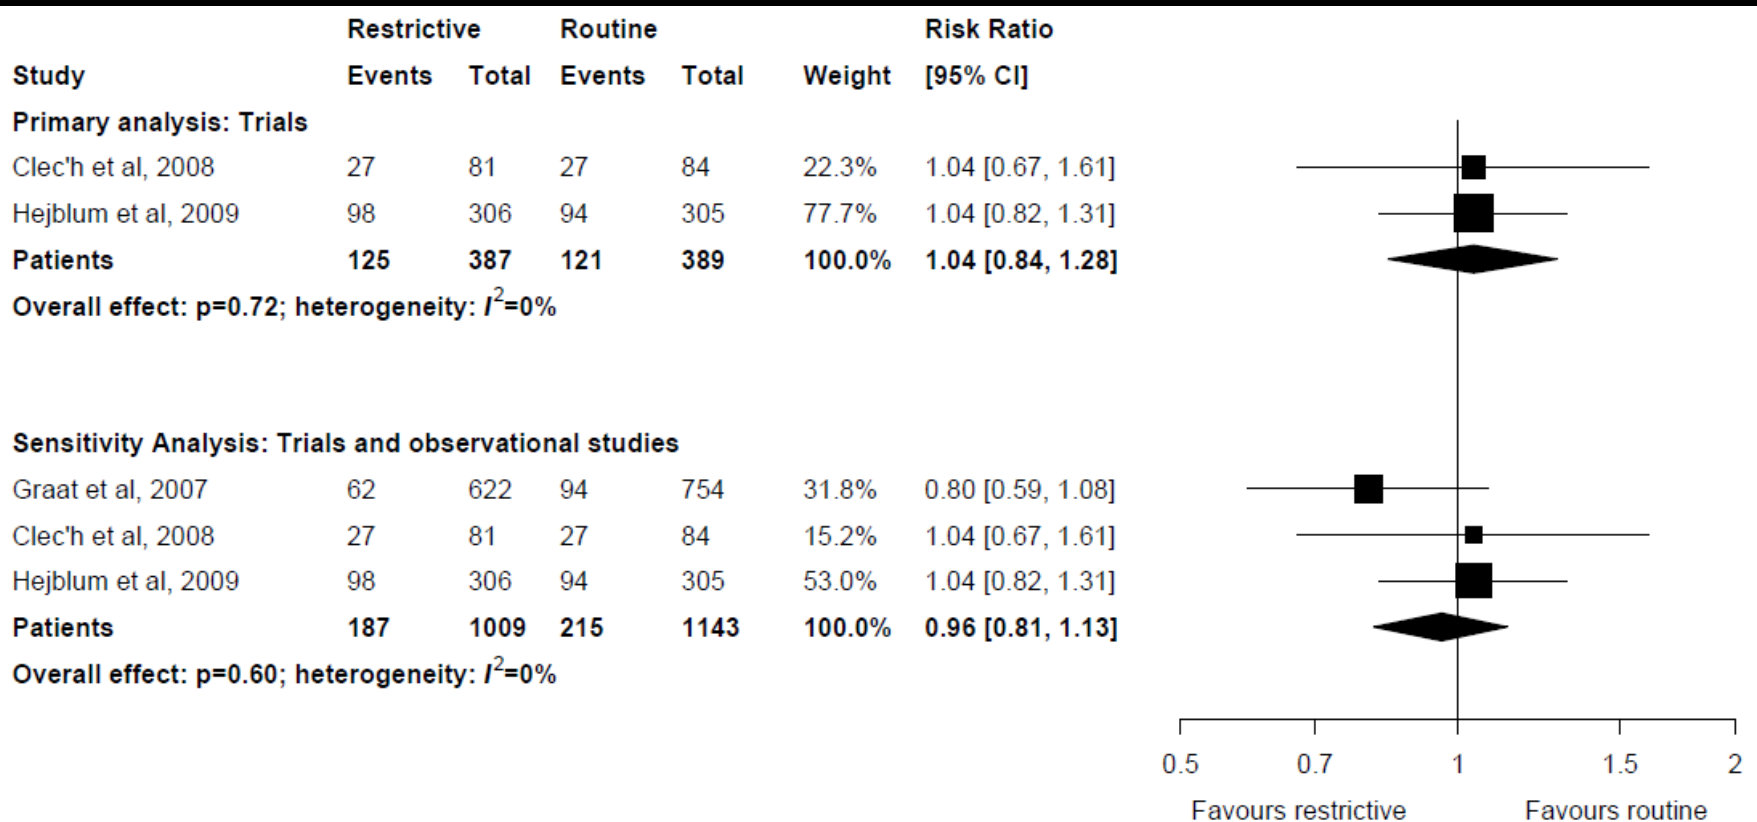 Restrictive Routine Risk Ratio
Study Events Total Events Total Weight [95% CI]
Primary analysis: Trials
Clec'h et al, 2008 27 81 27 84 22.3% 1.04 [0.67, 1.61]
Hejblum et al, 2009 98 306 94 305 77.7% 1.04 [0.82, 1.31]
Patients 125 387 121 389 100.0% 1.04 [0.84, 1.28]
Overall effect: p=0.72; heterogeneity: I²=0%
Sensitivity Analysis: Trials and observational studies
Graat et al, 2007 62 622 94 754 31.8% 0.80 [0.59, 1.08]
Clec'h et al, 2008 27 81 27 84 15.2% 1.04 [0.67, 1.61]
Hejblum et al, 2009 98 306 94 305 53.0% 1.04 [0.82, 1.31]
Patients 187 1009 215 1143 100.0% 0.96 [0.81, 1.13]
Overall effect: p=0.60; heterogeneity: I²=0%
0.5 0.7 1 1.5 2
Favours restrictive Favours routine